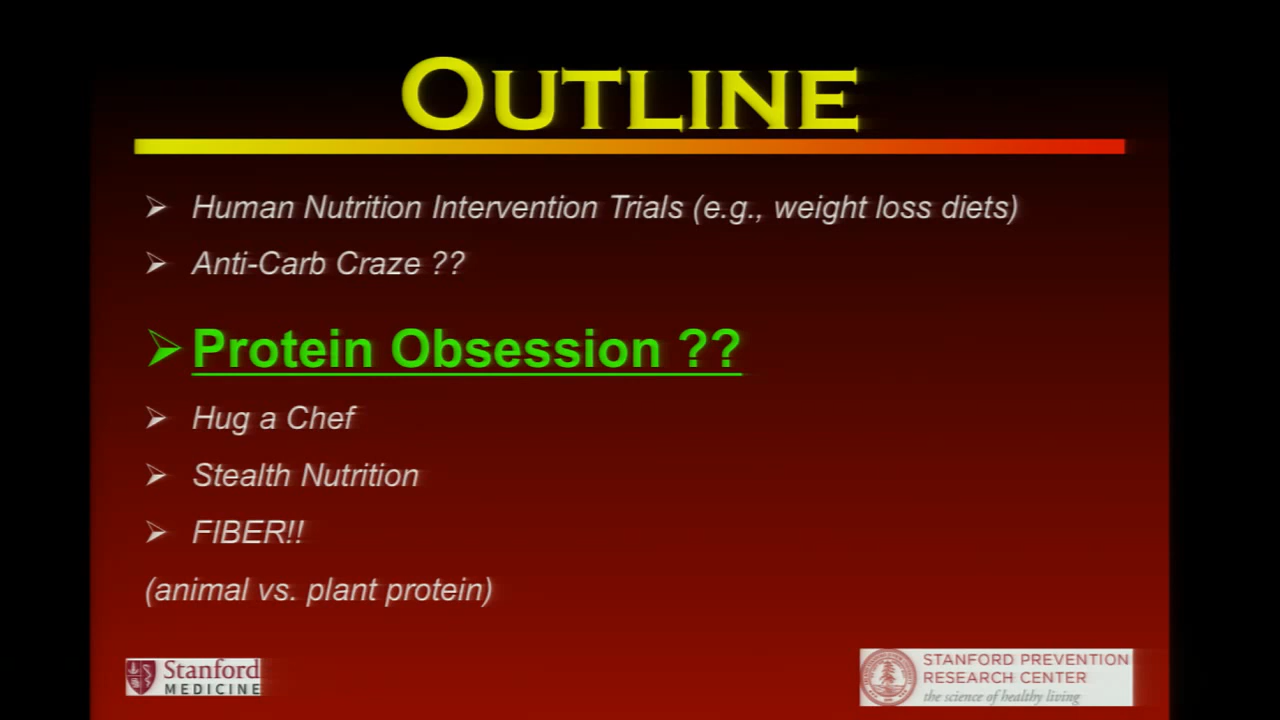 OUTLINE
Human Nutrition Intervention Trials (e.g., weight loss diets)
Anti-Carb Craze ??
Protein Obsession ??
Hug a Chef
Stealth Nutrition
FIBER!!
(animal vs. plant protein)
Stanford
MEDICINE
STANFORD PREVENTION
RESEARCH CENTER
the science of healthy living